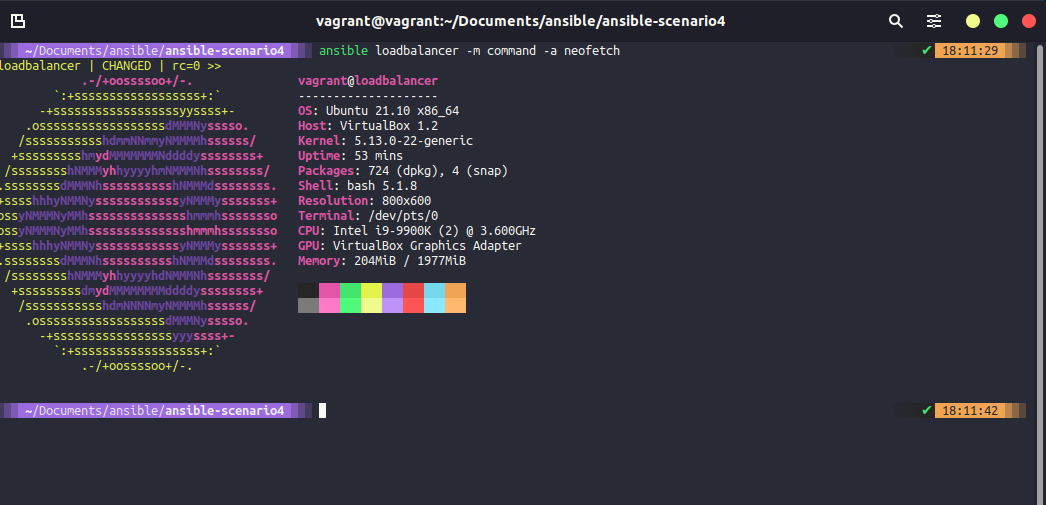 vagrant@vagrant:~/Documents/ansible/ansible-scenario4
~/Documents/ansible/ansible-scenario4 ansible loadbalancer -m command -a neofetch ✔ 18:11:29
loadbalancer | CHANGED | rc=0 >>
.-/+oossssoo+/-. vagrant@loadbalancer
`:+ssssssssssssssssss+:` -------------------
-+ssssssssssssssssssyyssss+- OS: Ubuntu 21.10 x86_64
.ossssssssssssssssssdMMMNysssso. Host: VirtualBox 1.2
/ssssssssssshdmmNNmmyNMMMMhssssss/ Kernel: 5.13.0-22-generic
+ssssssssshmydMMMMMMMNddddyssssssss+ Uptime: 53 mins
/sssssssshNMMMyhhyyyyhmNMMMNhssssssss/ Packages: 724 (dpkg), 4 (snap)
.ssssssssdMMMNhsssssssssshNMMMdssssssss. Shell: bash 5.1.8
+sssshhhyNMMNyssssssssssssyNMMMysssssss+ Resolution: 800x600
ossyNMMMNyMMhsssssssssssssshmmmhssssssso Terminal: /dev/pts/0
ossyNMMMNyMMhsssssssssssssshmmmhssssssso CPU: Intel i9-9900K (2) @ 3.600GHz
+sssshhhyNMMNyssssssssssssyNMMMysssssss+ GPU: VirtualBox Graphics Adapter
.ssssssssdMMMNhsssssssssshNMMMdssssssss. Memory: 204MiB / 1977MiB
/sssssssshNMMMyhhyyyyhdNMMMNhssssssss/
+sssssssssdmydMMMMMMMMddddyssssssss+
/ssssssssssshdmNNNNmyNMMMMhssssss/
.ossssssssssssssssssdMMMNysssso.
-+sssssssssssssssssyyyssss+-
`:+ssssssssssssssssss+:`
.-/+oossssoo+/-.
~/Documents/ansible/ansible-scenario4 ✔ 18:11:42